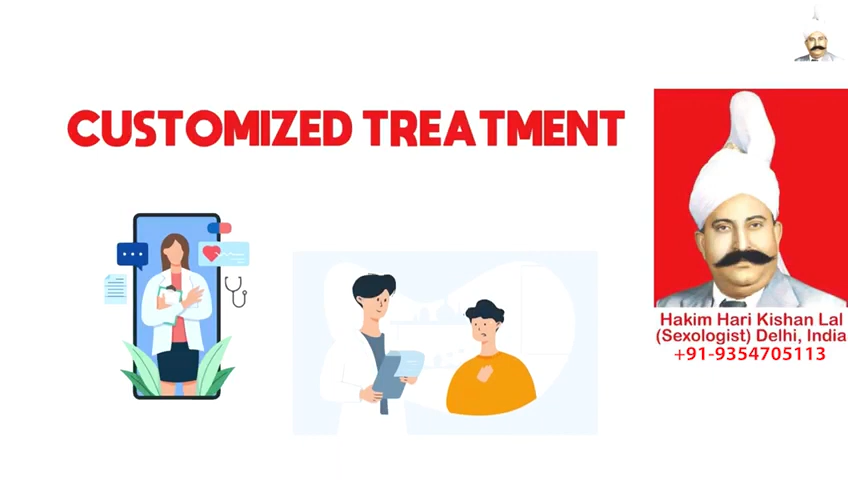 CUSTOMIZED TREATMENT
Hakim Hari Kishan Lal
(Sexologist) Delhi, India
+91-9354705113